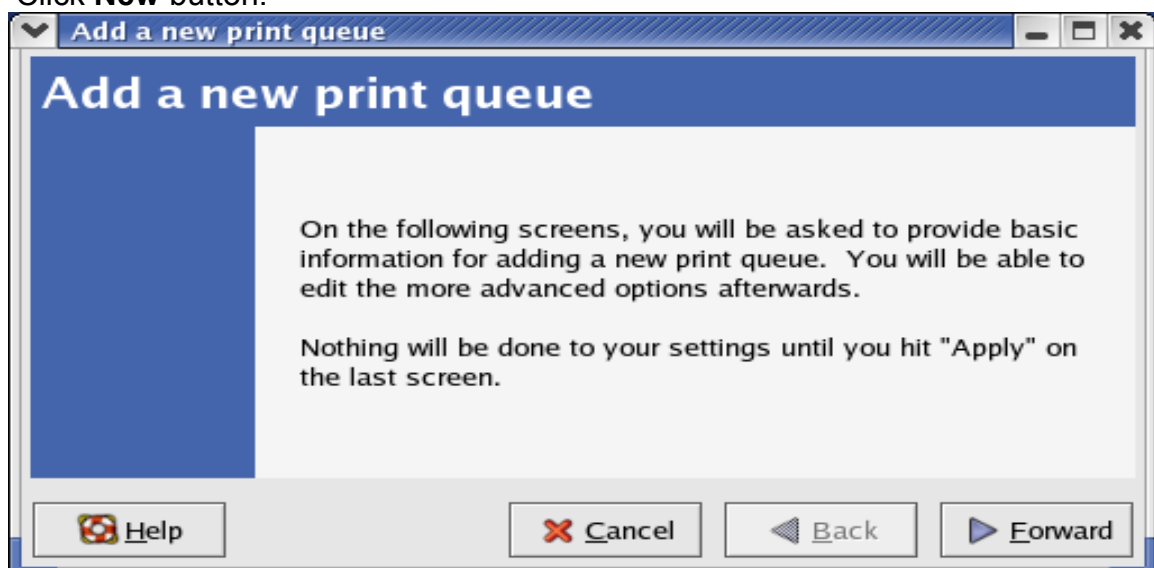 Click New button.
Add a new print queue
Add a new print queue
On the following screens, you will be asked to provide basic
information for adding a new print queue. You will be able to
edit the more advanced options afterwards.
Nothing will be done to your settings until you hit "Apply" on
the last screen.
Help
Cancel
Back
Forward